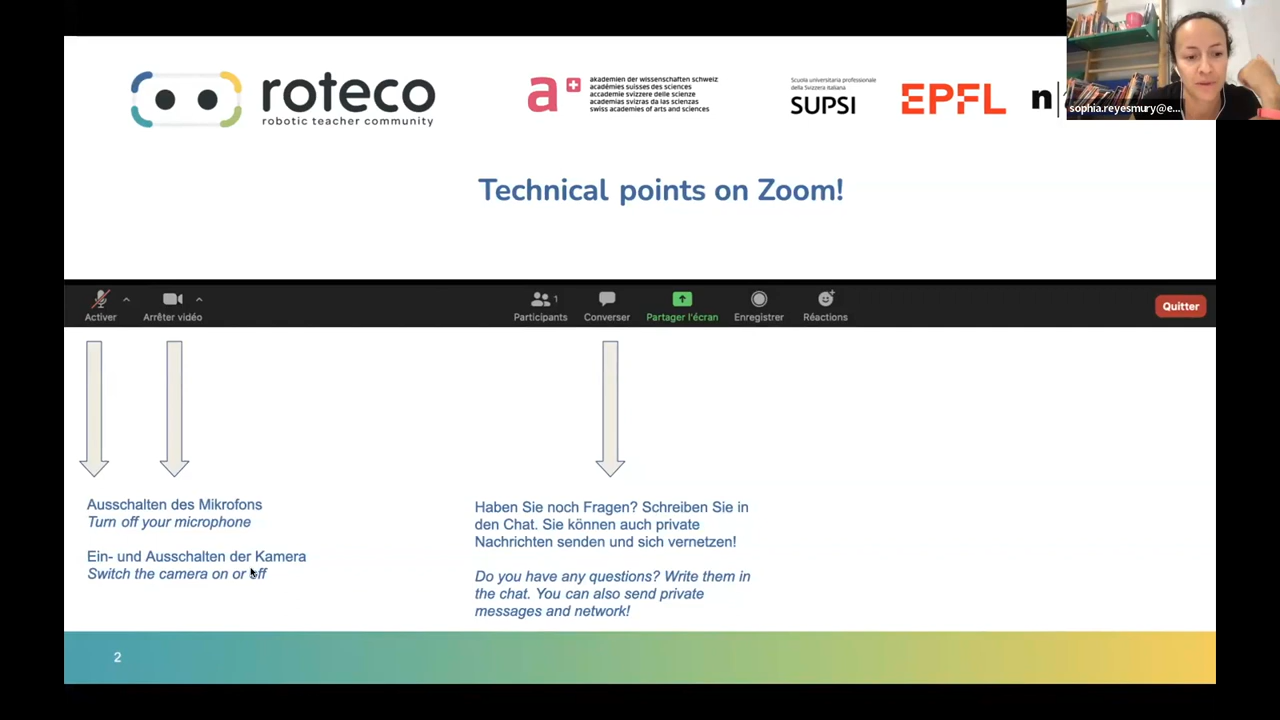 roteco
robotic teacher community
a+
akademien der wissenschaften schweiz
académies suisses des sciences
accademie svizzere delle scienze
academias svizras da las scienzas
swiss academies of arts and sciences
Scuola universitaria professionale
della Svizzera italiana
SUPSI
EPFL
n
sophia.reyesmury@e...
Technical points on Zoom!
Activer
Arrêter vidéo
1
Participants
Converser
Partager l'écran
Enregistrer
Réactions
Quitter
Ausschalten des Mikrofons
Turn off your microphone
Ein- und Ausschalten der Kamera
Switch the camera on or off
Haben Sie noch Fragen? Schreiben Sie in
den Chat. Sie können auch private
Nachrichten senden und sich vernetzen!
Do you have any questions? Write them in
the chat. You can also send private
messages and network!
2